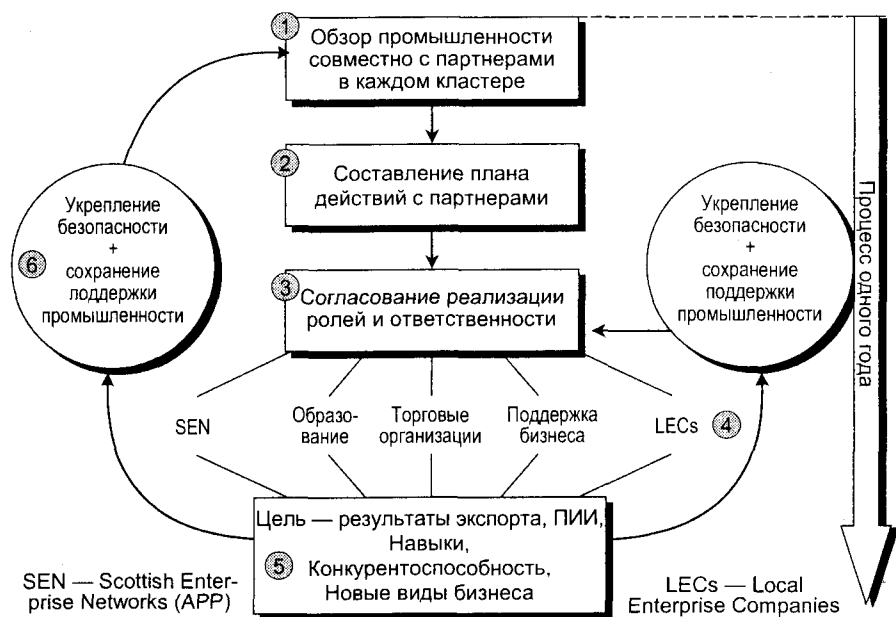 1
Обзор промышленности
совместно с партнерами
в каждом кластере
2
Составление плана
действий с партнерами
3
Согласование реализации
ролей и ответственности
Укрепление
безопасности
+
6
сохранение
лоддержки
промышленности
Укрепление
безопасности
+
сохранение
поддержки
промышленности
Процесс одного года
SEN
Образо-
вание
Торговые
организации
Поддержка
бизнеса
LECs
4
Цель — результаты экспорта, ПИИ,
Навыки,
5
Конкурентоспособность,
Новые виды бизнеса
SEN — Scottish Enter-
prise Networks (APP)
LECs — Local
Enterprise Companies